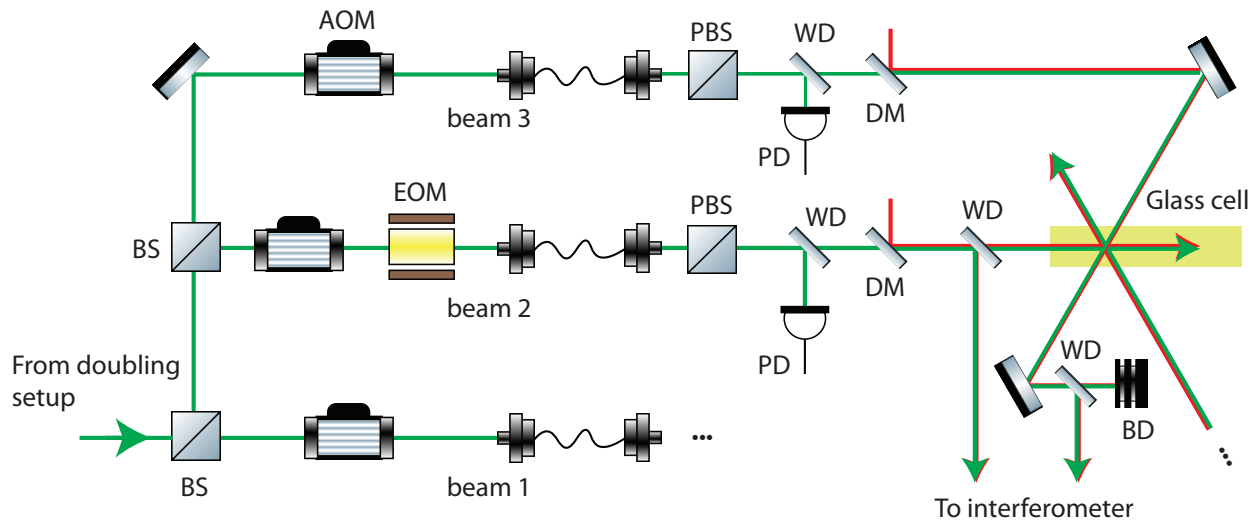 AOM
PBS
WD
DM
beam 3
PD
EOM
PBS
WD
WD
Glass cell
BS
DM
beam 2
PD
WD
BD
From doubling
setup
...
...
BS
beam 1
To interferometer